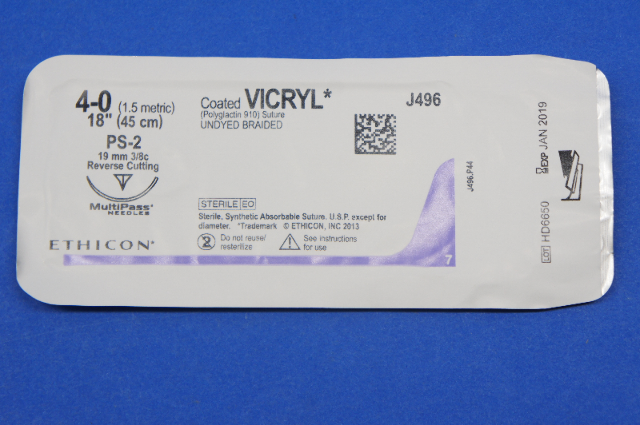 4-0 (1.5 metric)
18" (45 cm)
PS-2
19 mm 3/8c
Reverse Cutting
MultiPass*
NEEDLES
ETHICON*
Coated VICRYL*
(Polyglactin 910) Suture
UNDYED BRAIDED
J496
STERILE EO
Sterile, Synthetic Absorbable Suture, U.S.P. except for
diameter. *Trademark © ETHICON, INC 2013
2 Do not reuse/
resterilize
See instructions
for use
7
J496.P44
EXP JAN 2019
LOT HD6650